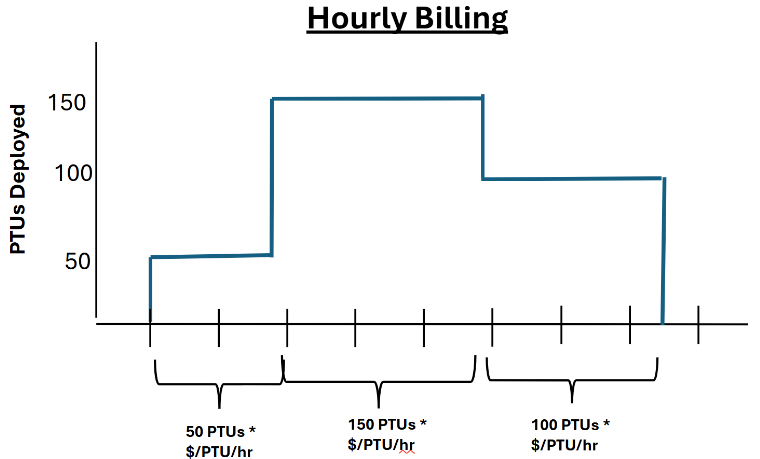 Hourly Billing
PTUs Deployed
150
100
50
50 PTUs *
$/PTU/hr
150 PTUs *
$/PTU/hr
100 PTUs *
$/PTU/hr